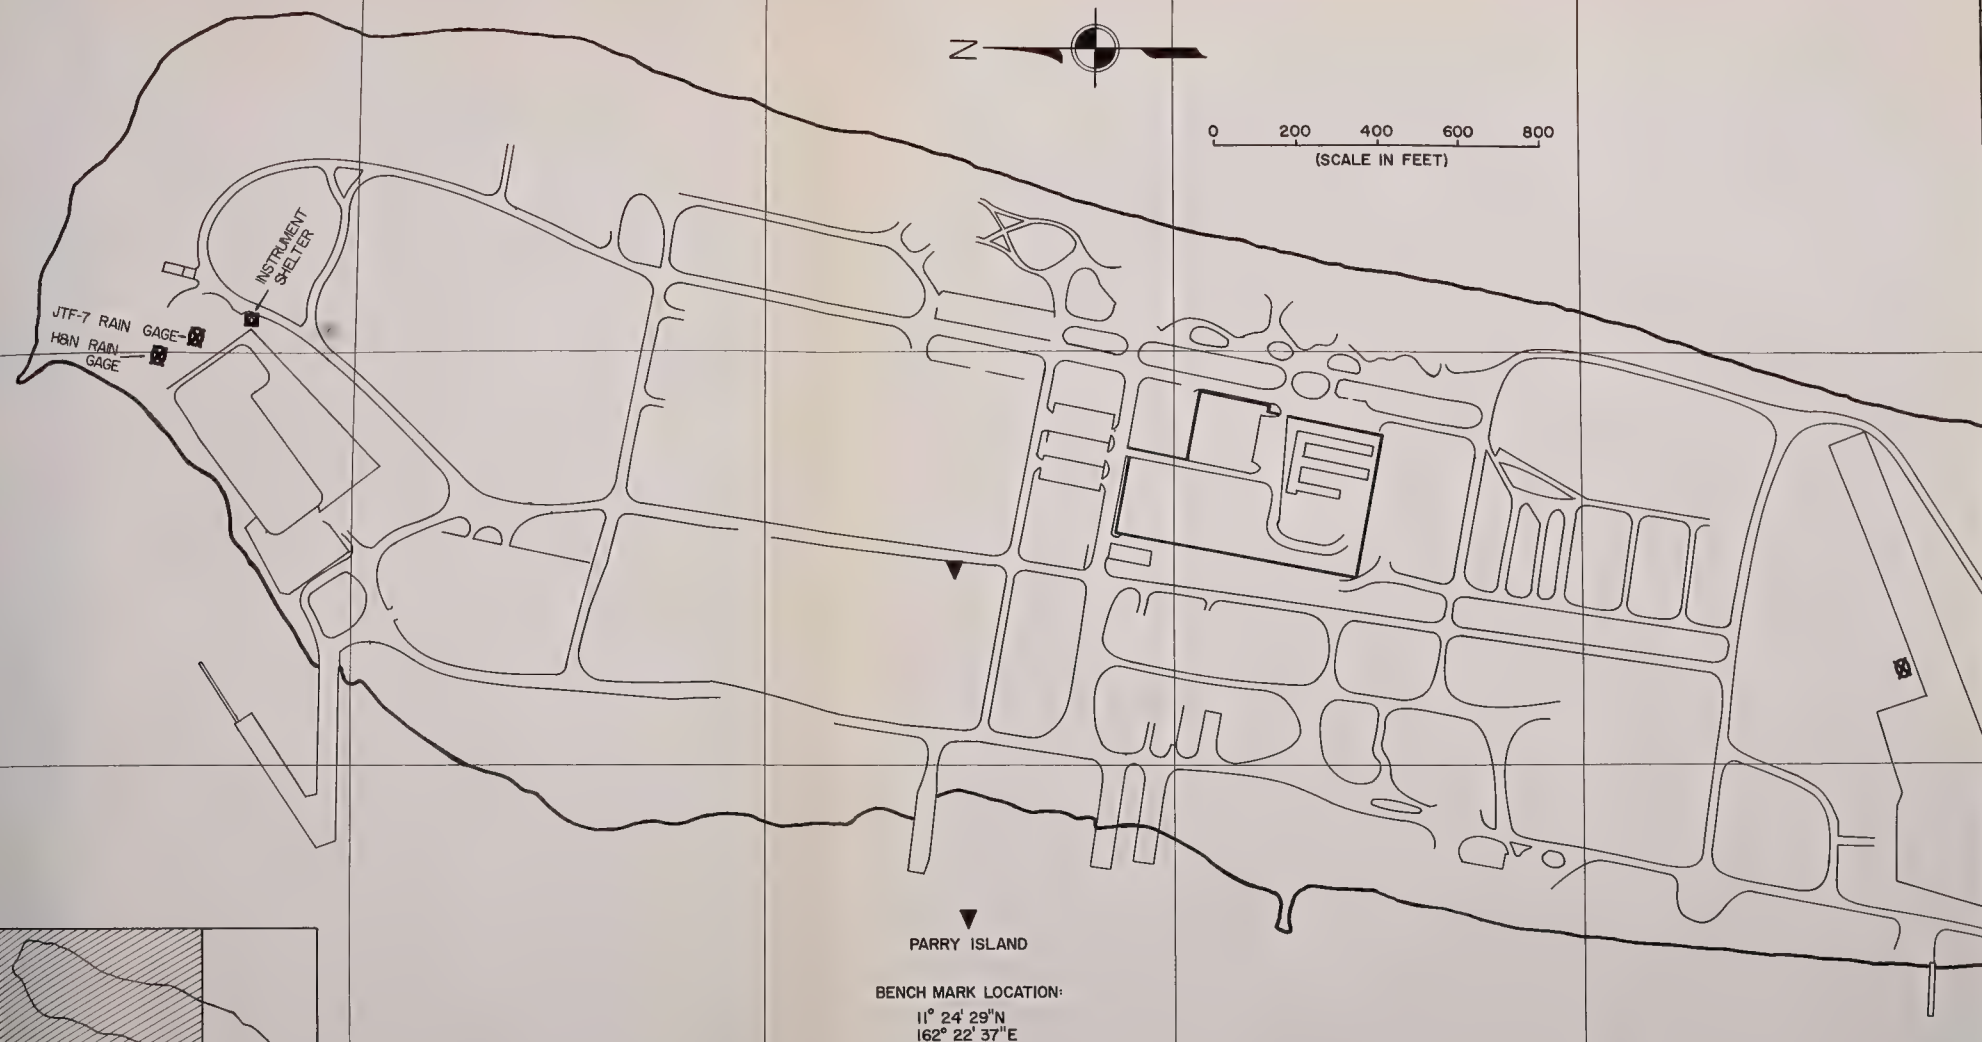 N
0 200 400 600 800
(SCALE IN FEET)
INSTRUMENT
SHELTER
JTF-7 RAIN GAGE
H&N RAIN
GAGE
PARRY ISLAND
BENCH MARK LOCATION:
11° 24' 29"N
162° 22' 37"E